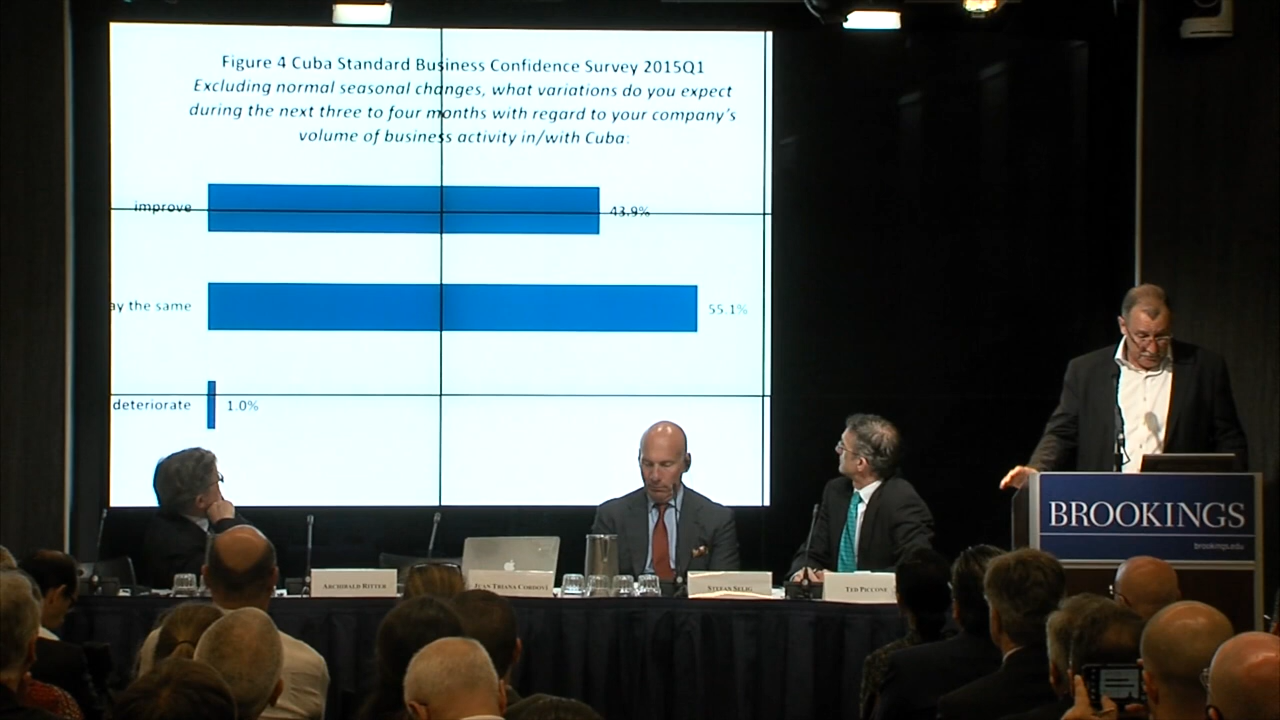 Figure 4 Cuba Standard Business Confidence Survey 2015Q1
Excluding normal seasonal changes, what variations do you expect
during the next three to four months with regard to your company's
volume of business activity in/with Cuba:
improve 43.9%
ay the same 55.1%
deteriorate 1.0%
BROOKINGS
brookings.edu
ARCHIBALD RITTER
JUAN TRIANA CORDOVÍ
STEFAN SELIG
TED PICCONE